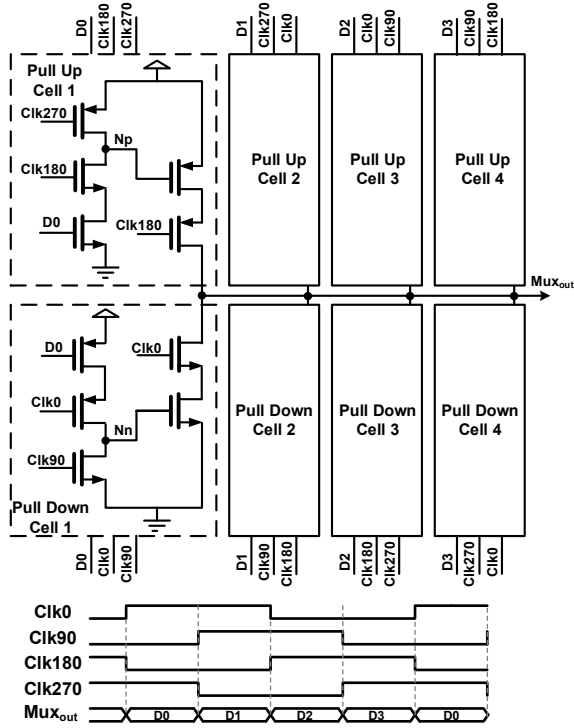 D0
Clk180
Clk270
D1
Clk270
Clk0
D2
Clk0
Clk90
D3
Clk90
Clk180
Pull Up
Cell 1
Clk270
Np
Clk180
D0
Clk180
Pull Up
Cell 2
Pull Up
Cell 3
Pull Up
Cell 4
Muxout
D0
Clk0
Clk0
Nn
Clk90
Pull Down
Cell 1
Pull Down
Cell 2
Pull Down
Cell 3
Pull Down
Cell 4
D0
Clk0
Clk90
D1
Clk90
Clk180
D2
Clk180
Clk270
D3
Clk270
Clk0
Clk0
Clk90
Clk180
Clk270
Muxout D0 D1 D2 D3 D0